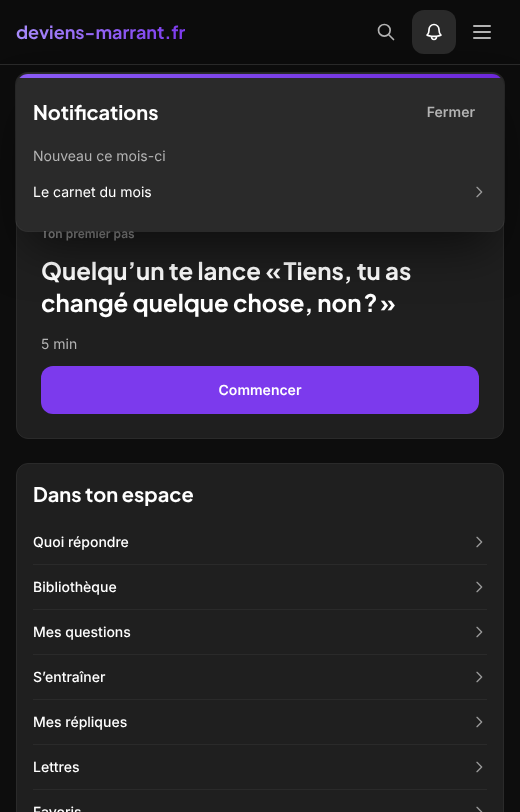 deviens-marrant.fr
Notifications
Fermer
Nouveau ce mois-ci
Le carnet du mois
Ton premier pas
Quelqu’un te lance « Tiens, tu as
changé quelque chose, non ? »
5 min
Commencer
Dans ton espace
Quoi répondre
Bibliothèque
Mes questions
S’entraîner
Mes répliques
Lettres
Favoris